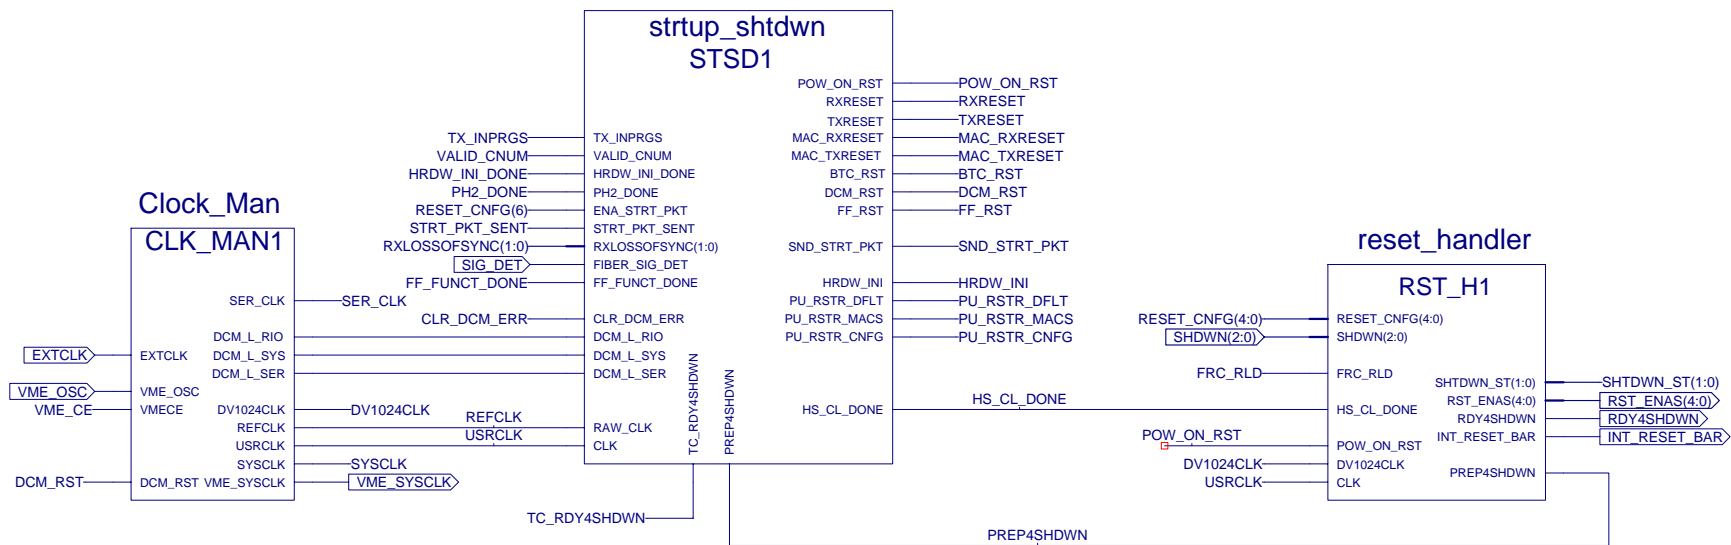 strtup_shtdwn
STSD1
POW_ON_RST POW_ON_RST
RXRESET RXRESET
TXRESET TXRESET
TX_INPRGS TX_INPRGS MAC_RXRESET MAC_RXRESET
VALID_CNUM VALID_CNUM MAC_TXRESET MAC_TXRESET
HRDW_INI_DONE HRDW_INI_DONE BTC_RST BTC_RST
PH2_DONE PH2_DONE DCM_RST DCM_RST
RESET_CNFG(6) ENA_STRT_PKT FF_RST FF_RST
STRT_PKT_SENT STRT_PKT_SENT
RXLOSSOFSYNC(1:0) RXLOSSOFSYNC(1:0) SND_STRT_PKT SND_STRT_PKT
SIG_DET FIBER_SIG_DET
FF_FUNCT_DONE FF_FUNCT_DONE HRDW_INI HRDW_INI
PU_RSTR_DFLT PU_RSTR_DFLT
CLR_DCM_ERR CLR_DCM_ERR PU_RSTR_MACS PU_RSTR_MACS
DCM_L_RIO PU_RSTR_CNFG PU_RSTR_CNFG
DCM_L_SYS
DCM_L_SER
HS_CL_DONE HS_CL_DONE
REFCLK RAW_CLK
USRCLK CLK
TC_RDY4SHDWN
PREP4SHDWN
TC_RDY4SHDWN
PREP4SHDWN
Clock_Man
CLK_MAN1
SER_CLK SER_CLK
DCM_L_RIO
EXTCLK EXTCLK DCM_L_SYS
DCM_L_SER
VME_OSC VME_OSC
VME_CE VMECE DV1024CLK DV1024CLK
REFCLK
USRCLK
SYSCLK SYSCLK
DCM_RST DCM_RST VME_SYSCLK VME_SYSCLK
reset_handler
RST_H1
RESET_CNFG(4:0) RESET_CNFG(4:0)
SHDWN(2:0) SHDWN(2:0)
FRC_RLD FRC_RLD
SHTDWN_ST(1:0) SHTDWN_ST(1:0)
RST_ENAS(4:0) RST_ENAS(4:0)
HS_CL_DONE RDY4SHDWN RDY4SHDWN
INT_RESET_BAR INT_RESET_BAR
POW_ON_RST POW_ON_RST
DV1024CLK DV1024CLK
PREP4SHDWN
USRCLK CLK